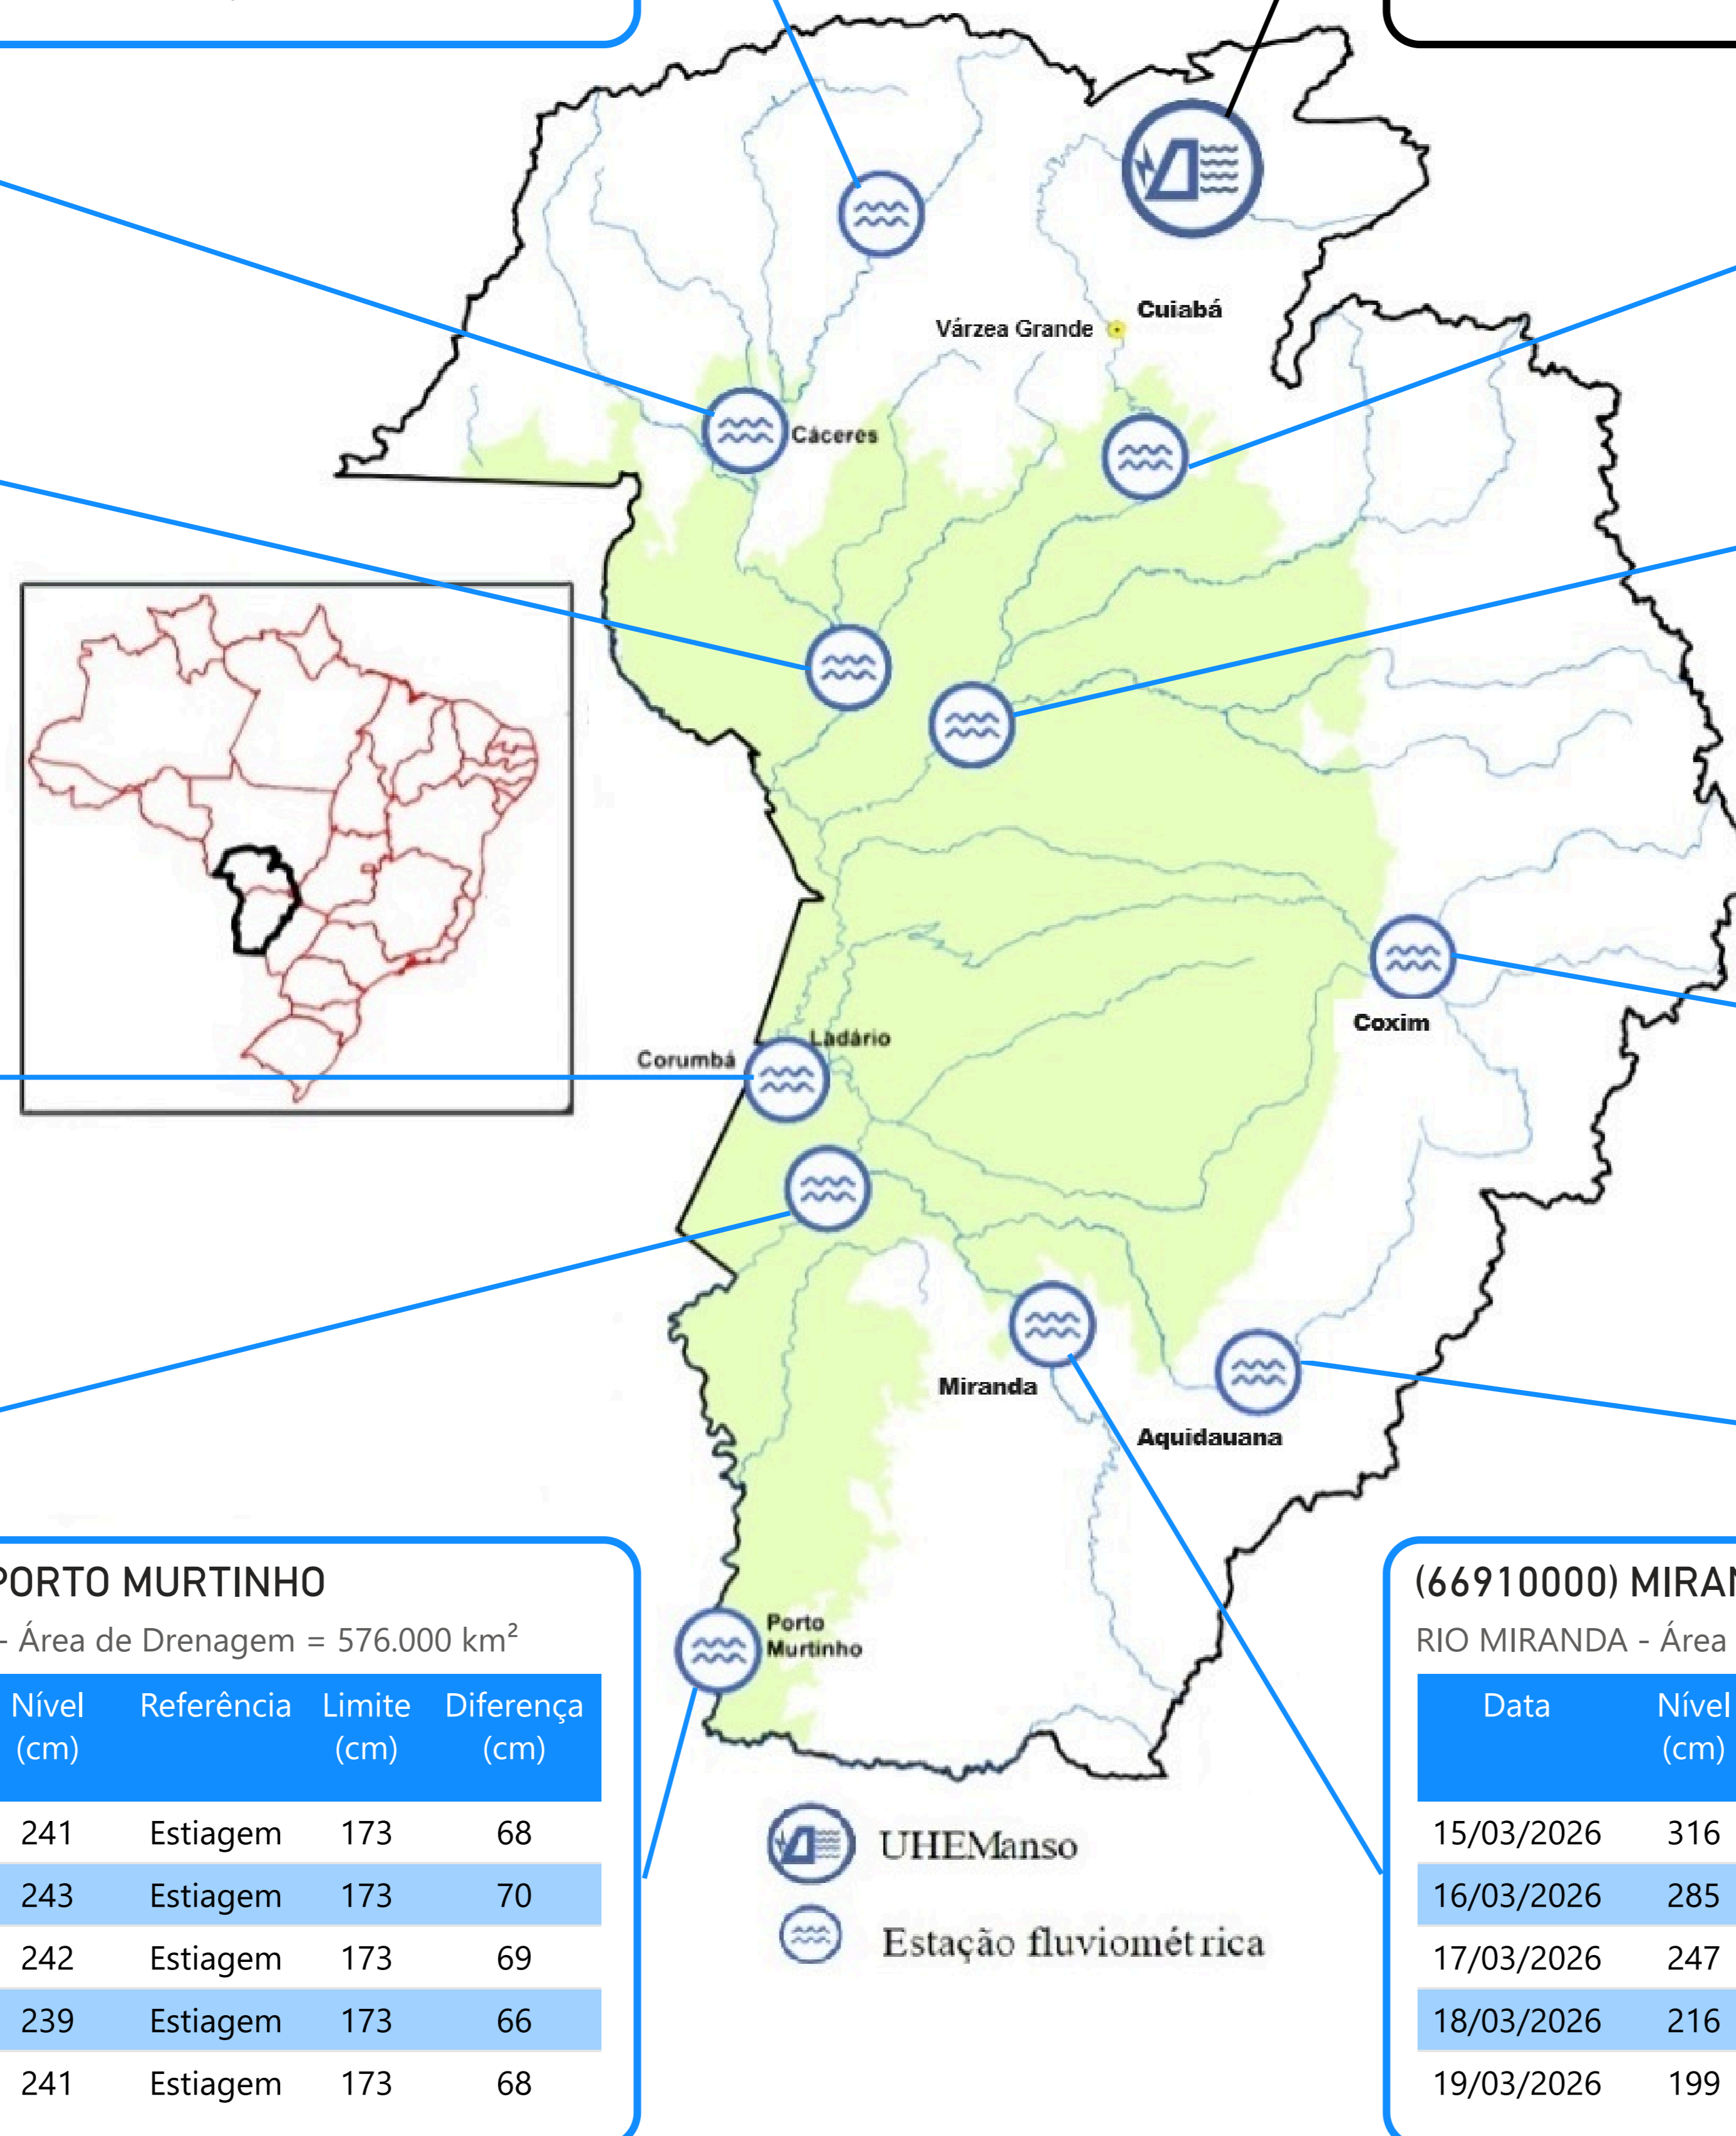 Várzea Grande
Cuiabá
Cáceres
Coxim
Ladário
Corumbá
Miranda
Aquidauana
Porto
Murtinho
UHEManso
Estação fluviométrica
PORTO MURTINHO
- Área de Drenagem = 576.000 km²
Nível (cm) Referência Limite (cm) Diferença (cm)
241 Estiagem 173 68
243 Estiagem 173 70
242 Estiagem 173 69
239 Estiagem 173 66
241 Estiagem 173 68
(66910000) MIRAN
RIO MIRANDA - Área
Data Nível (cm)
15/03/2026 316
16/03/2026 285
17/03/2026 247
18/03/2026 216
19/03/2026 199